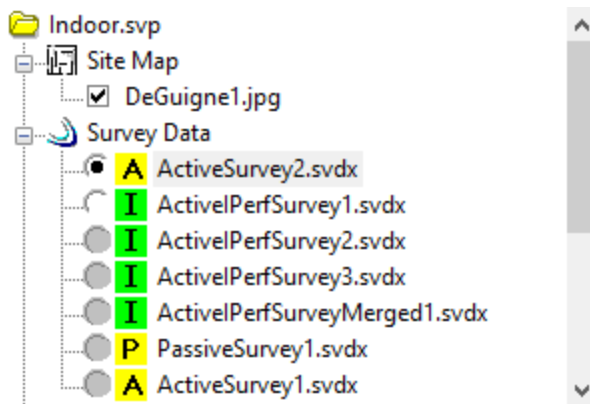 Indoor.svp
Site Map
DeGuigne1.jpg
Survey Data
A ActiveSurvey2.svdx
I ActiveIPerfSurvey1.svdx
I ActiveIPerfSurvey2.svdx
I ActiveIPerfSurvey3.svdx
I ActiveIPerfSurveyMerged1.svdx
P PassiveSurvey1.svdx
A ActiveSurvey1.svdx